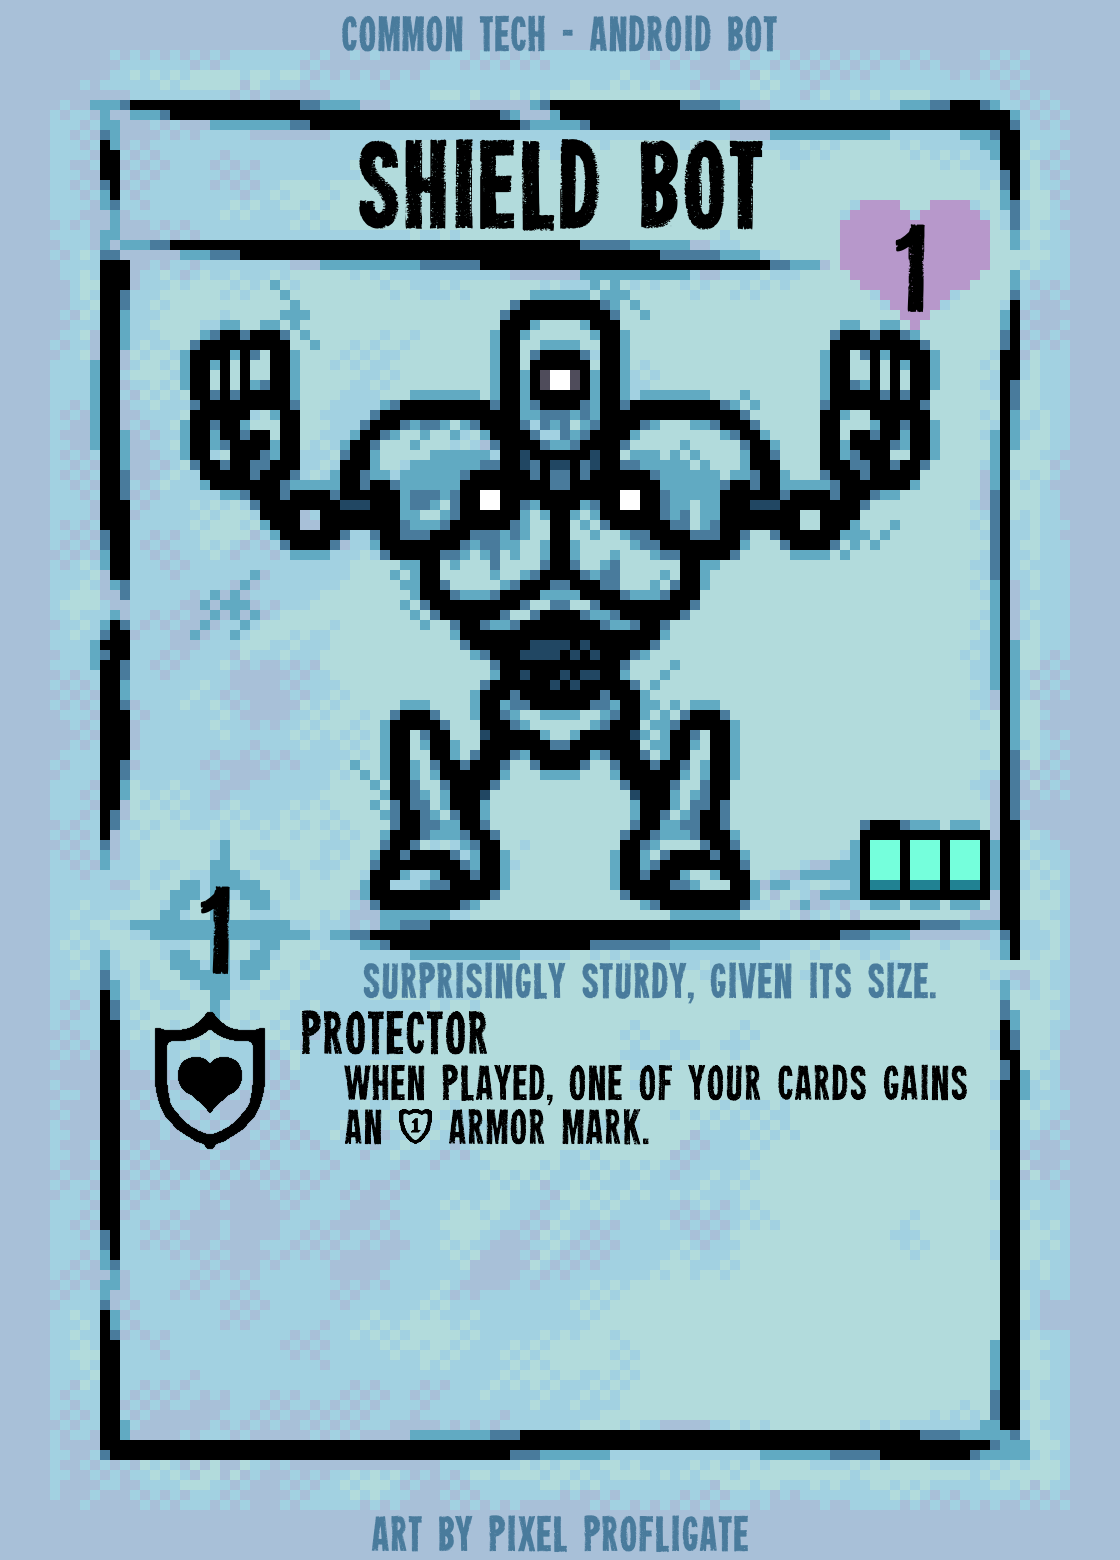 COMMON TECH - ANDROID BOT
SHIELD BOT
1
1
SURPRISINGLY STURDY, GIVEN ITS SIZE.
PROTECTOR
WHEN PLAYED, ONE OF YOUR CARDS GAINS
AN 1 ARMOR MARK.
ART BY PIXEL PROFLIGATE